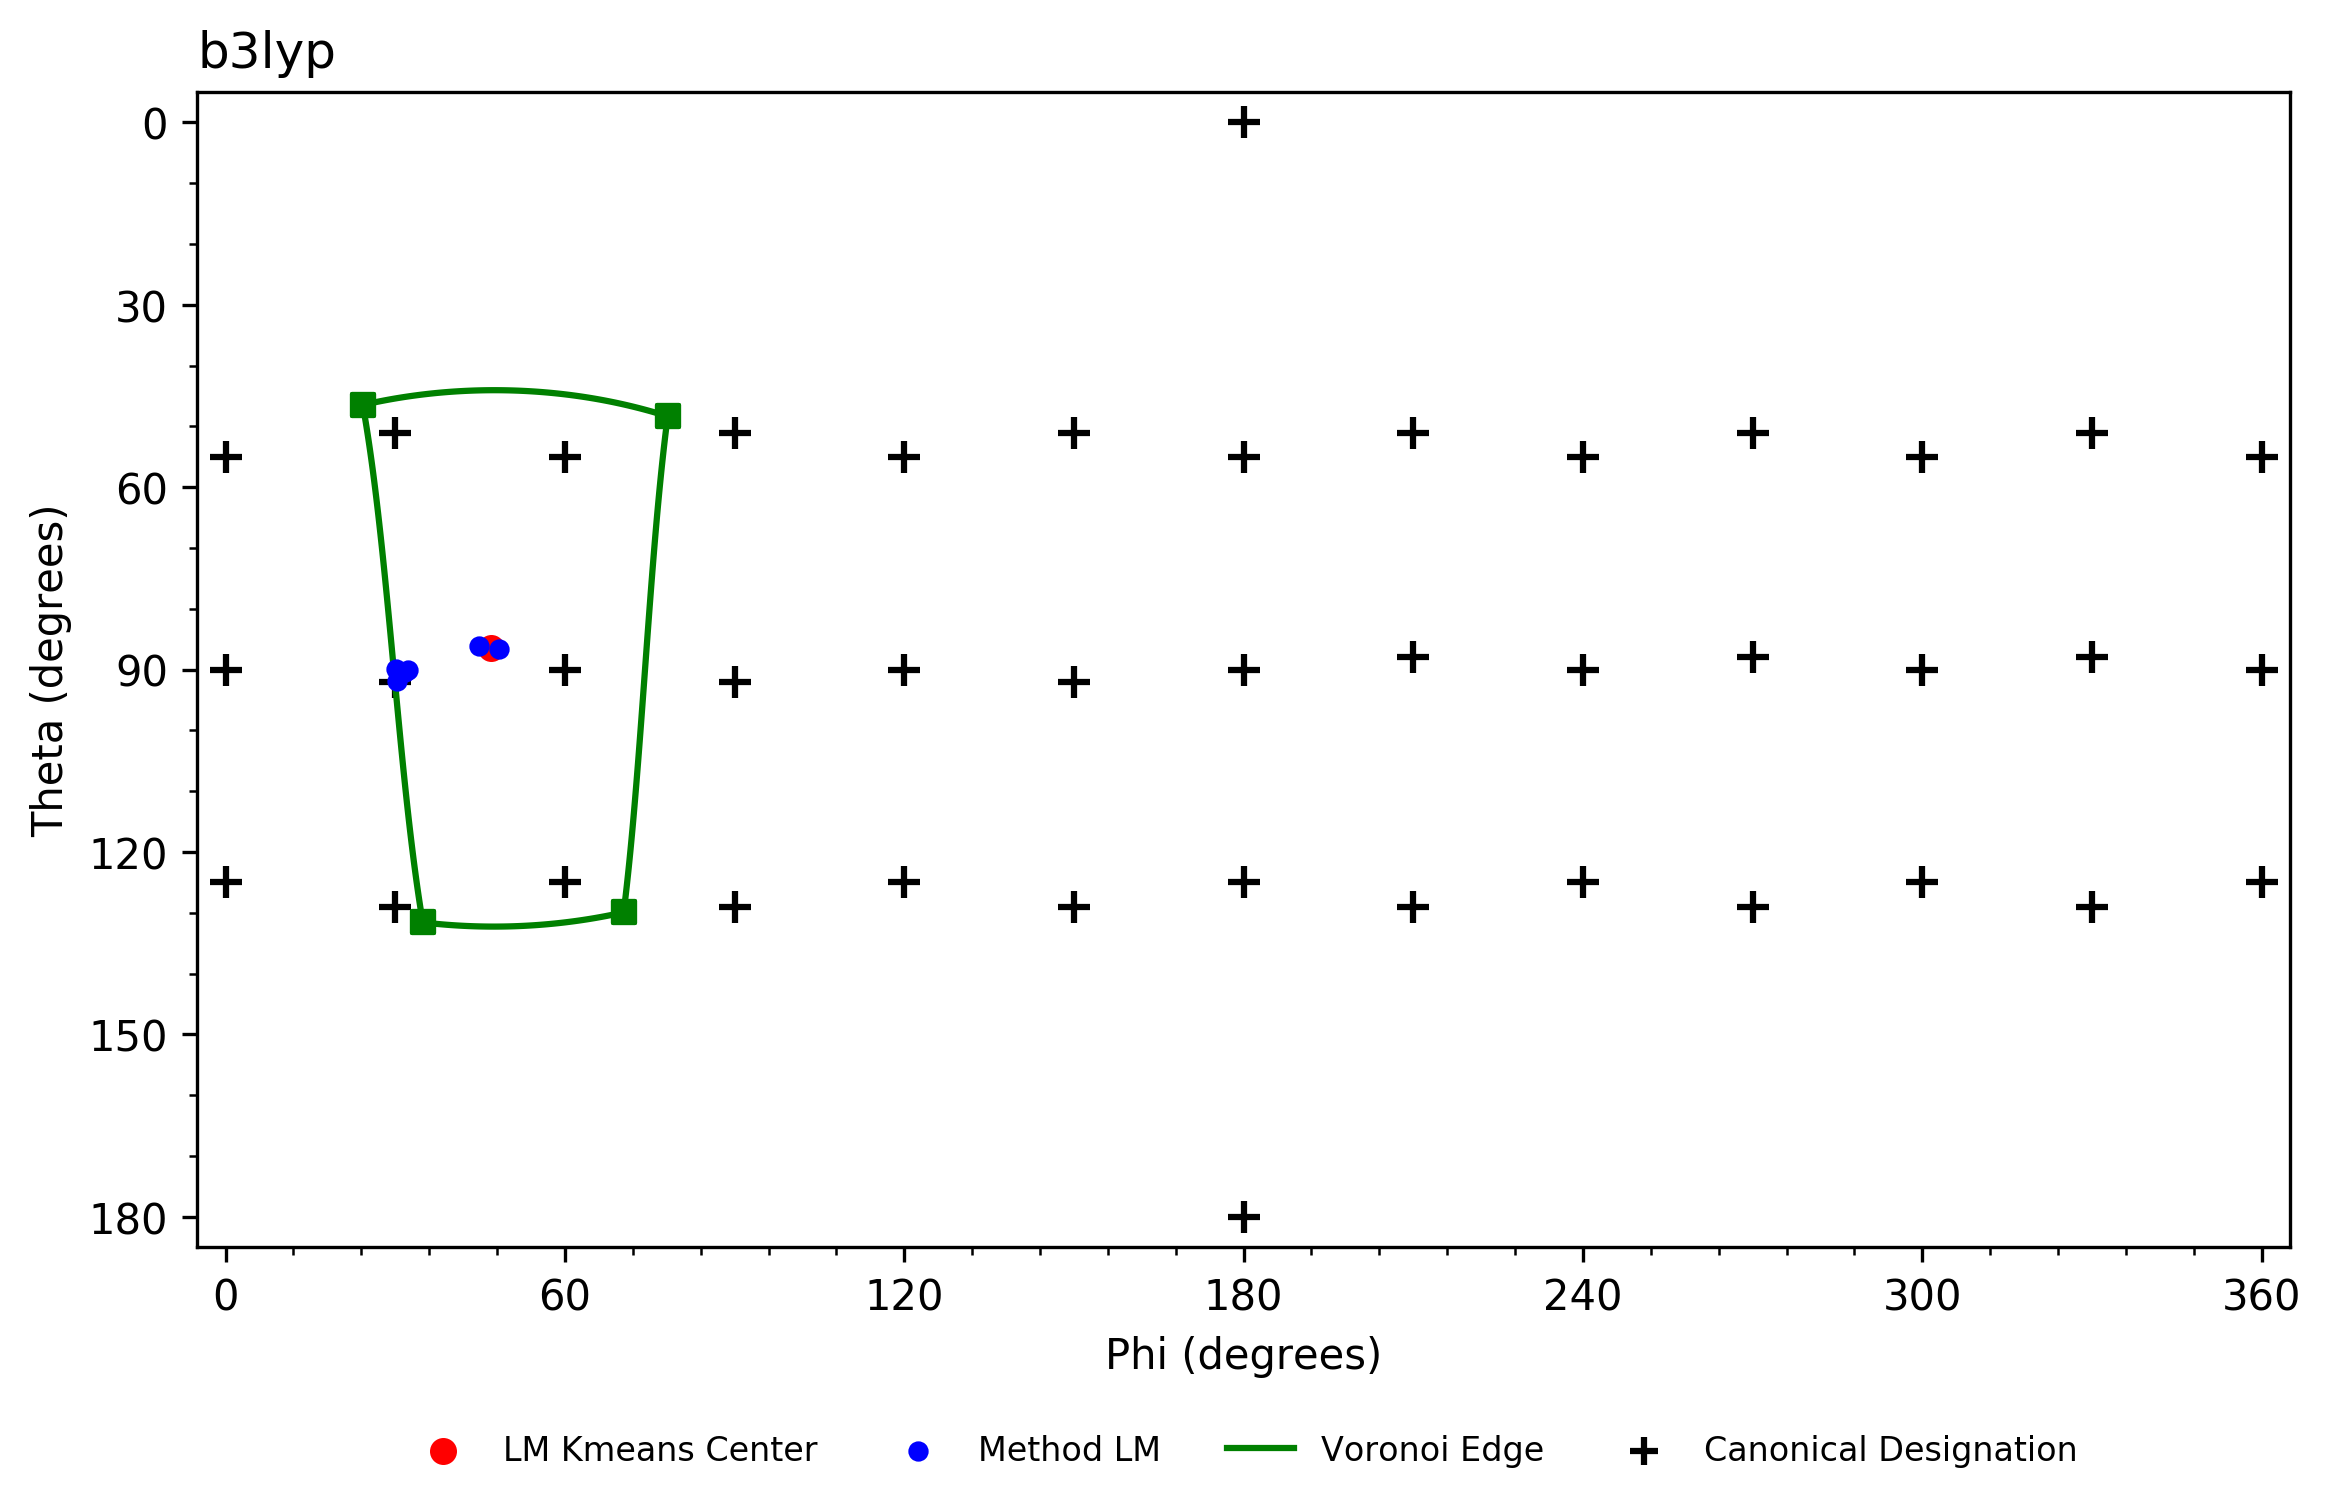 b3lyp
0
30
60
90
120
150
180
Theta (degrees)
0 60 120 180 240 300 360
Phi (degrees)
LM Kmeans Center Method LM Voronoi Edge Canonical Designation